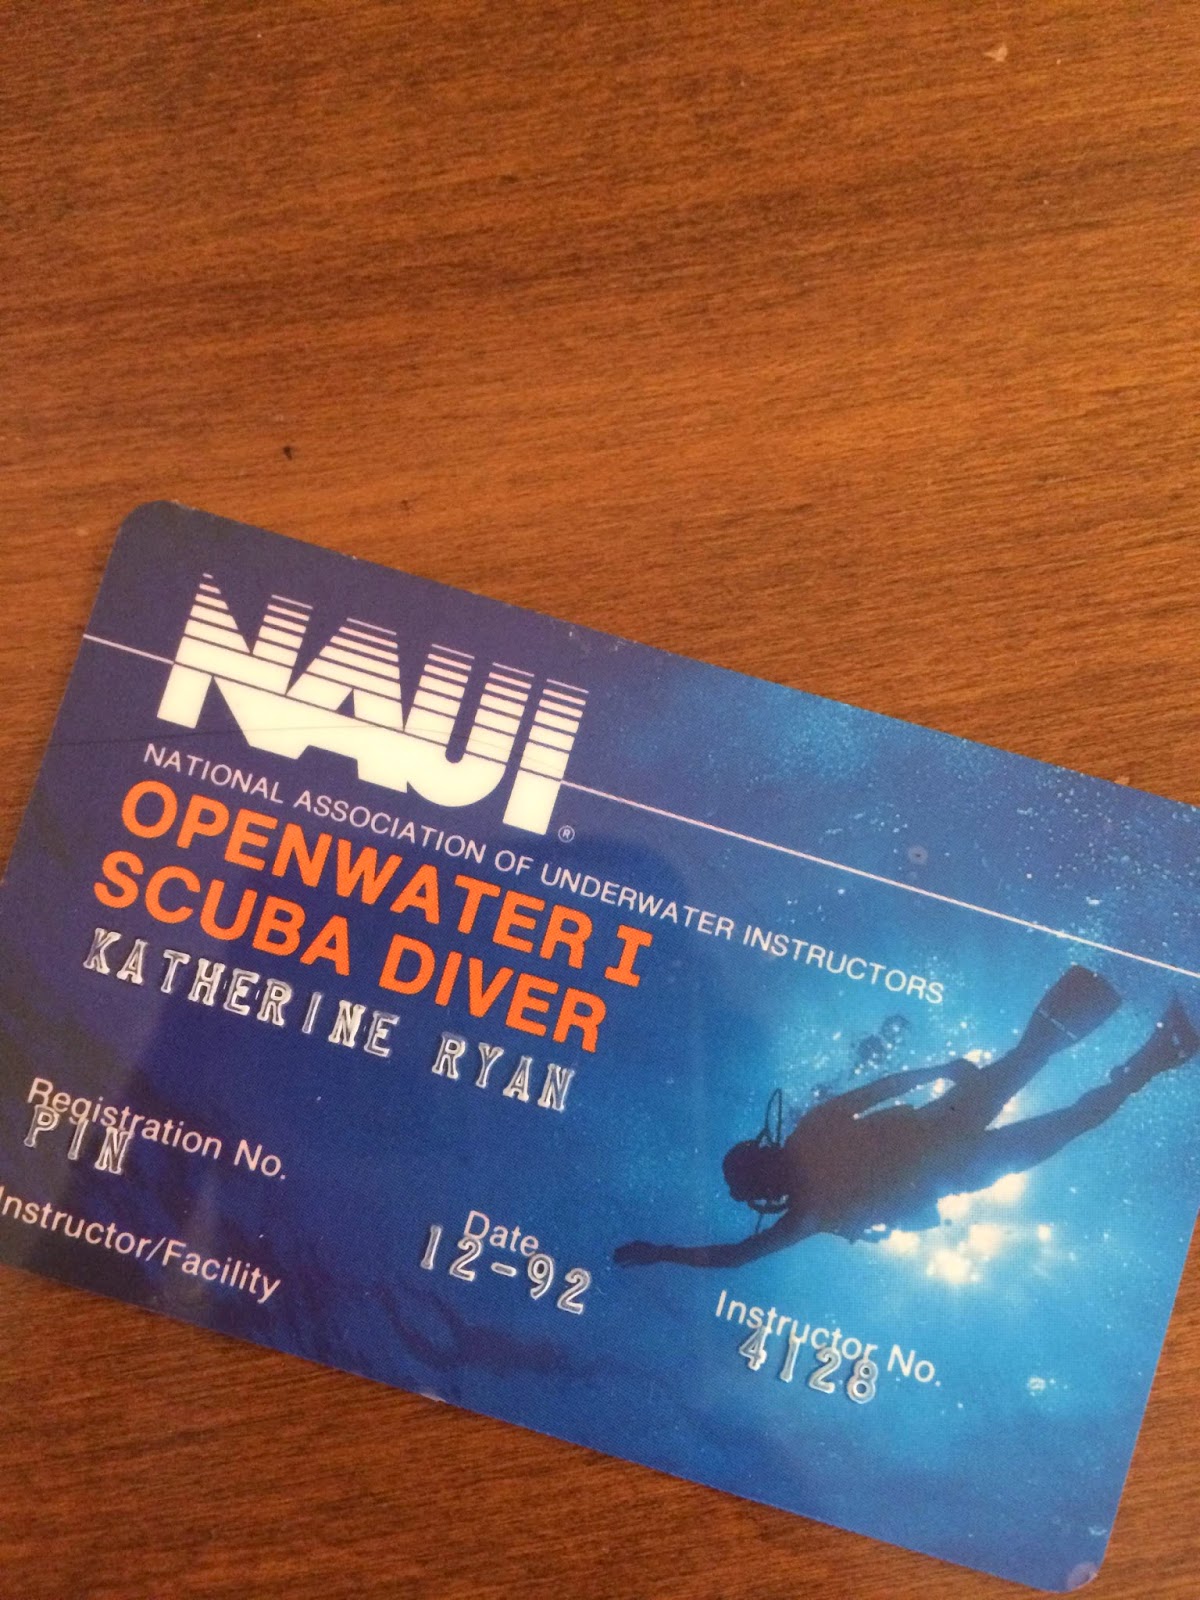 NAUI®
NATIONAL ASSOCIATION OF UNDERWATER INSTRUCTORS
OPENWATER I
SCUBA DIVER
KATHERINE RYAN
Registration No.
PIN
Instructor/Facility
Date
12-92
Instructor No.
4128